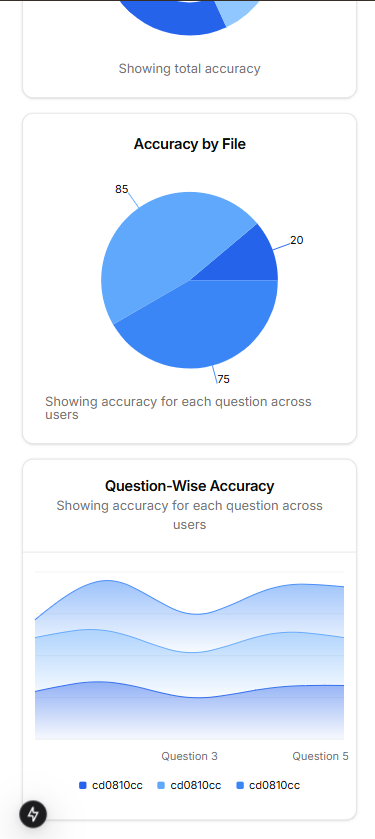 Showing total accuracy
Accuracy by File
85
20
75
Showing accuracy for each question across
users
Question-Wise Accuracy
Showing accuracy for each question across
users
Question 3 Question 5
cd0810cc cd0810cc cd0810cc